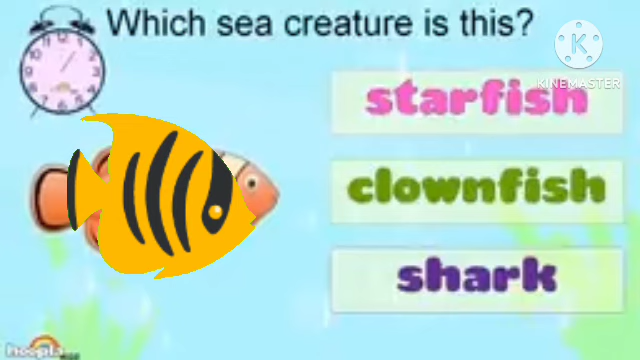 Which sea creature is this?
KINEMASTER
starfish
clownfish
shark